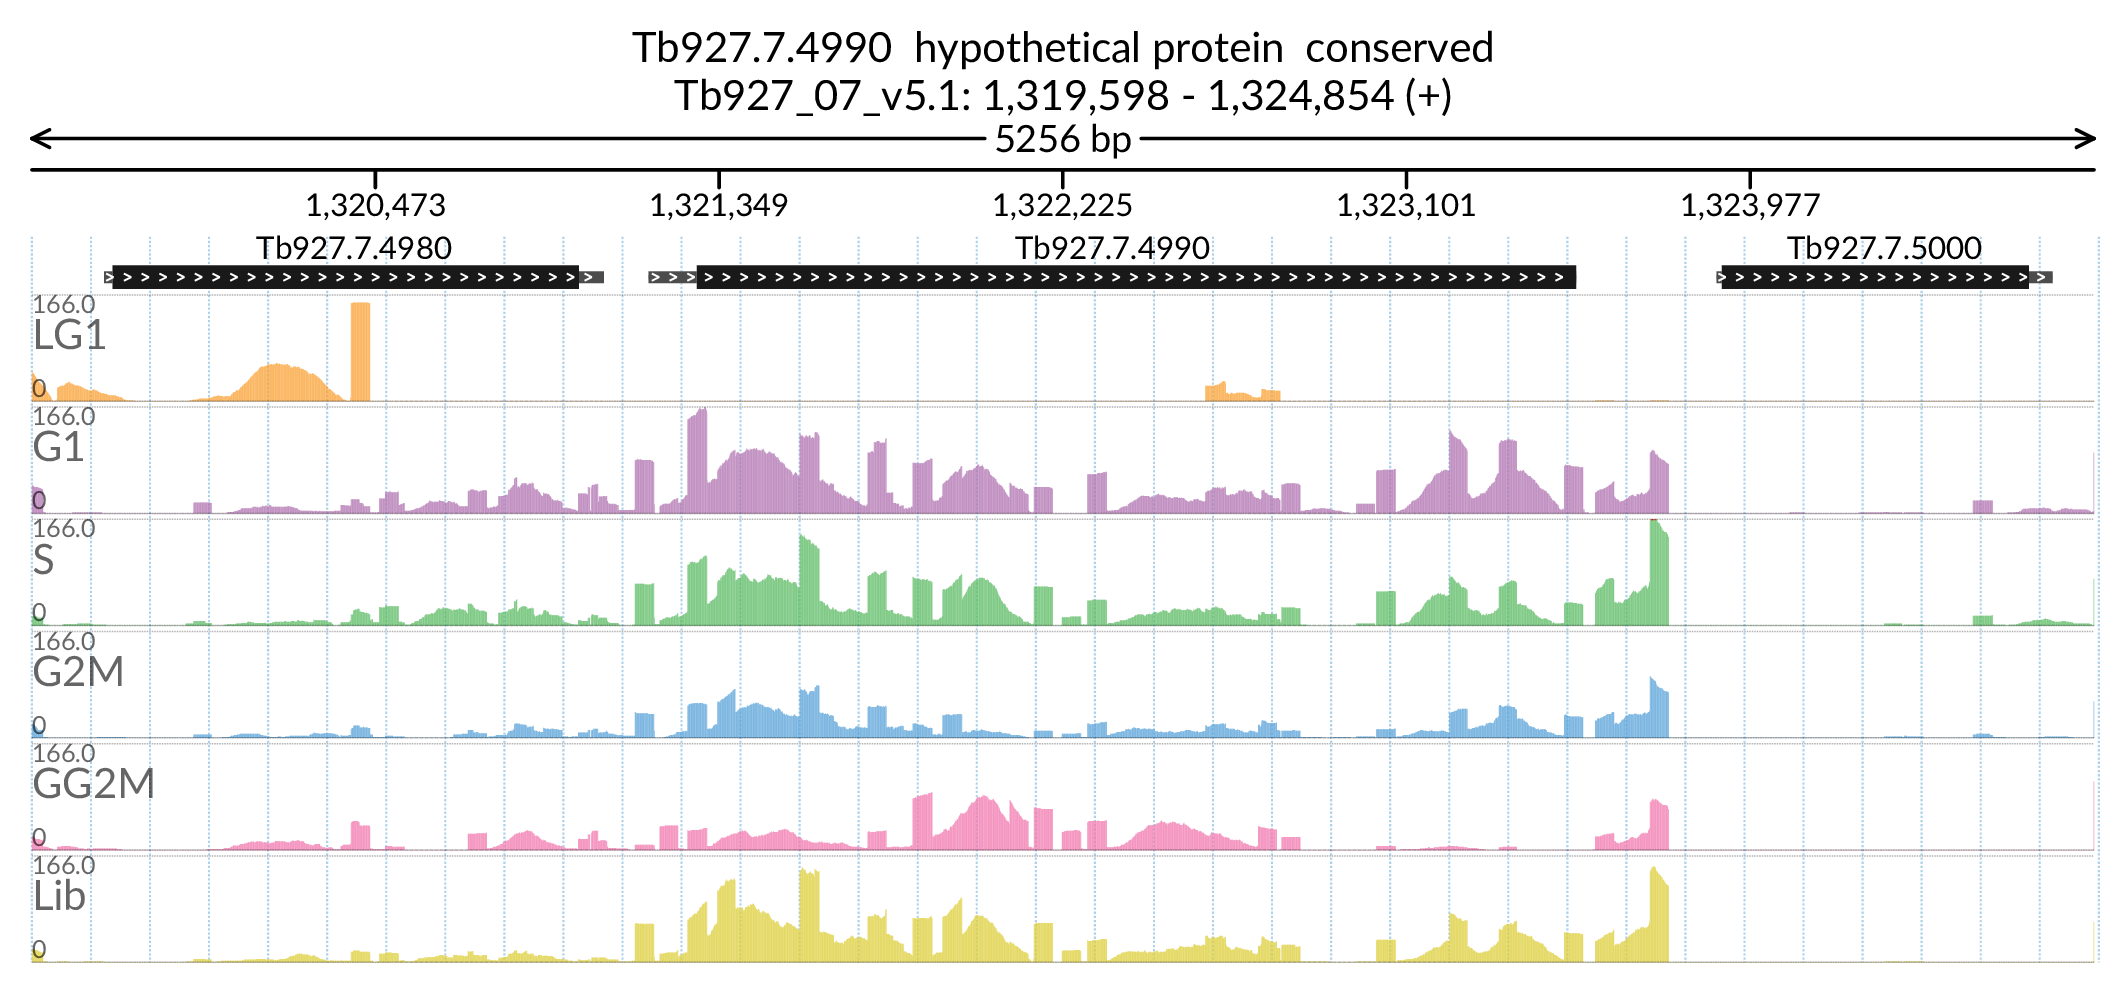 Tb927.7.4990  hypothetical protein  conserved
Tb927_07_v5.1: 1,319,598 - 1,324,854 (+)
5256 bp
1,320,473 1,321,349 1,322,225 1,323,101 1,323,977
Tb927.7.4980 Tb927.7.4990 Tb927.7.5000
166.0
LG1
0
166.0
G1
0
166.0
S
0
166.0
G2M
0
166.0
GG2M
0
166.0
Lib
0